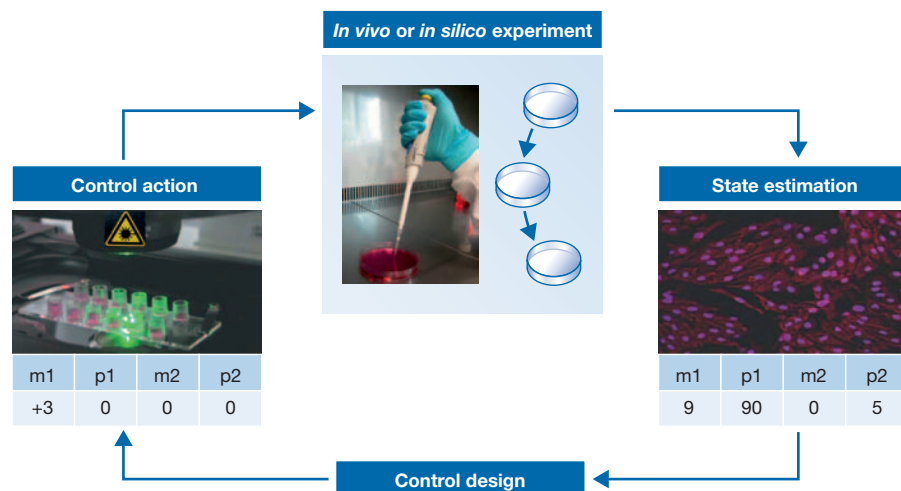 In vivo or in silico experiment
Control action
State estimation
m1 p1 m2 p2
+3 0 0 0
m1 p1 m2 p2
9 90 0 5
Control design